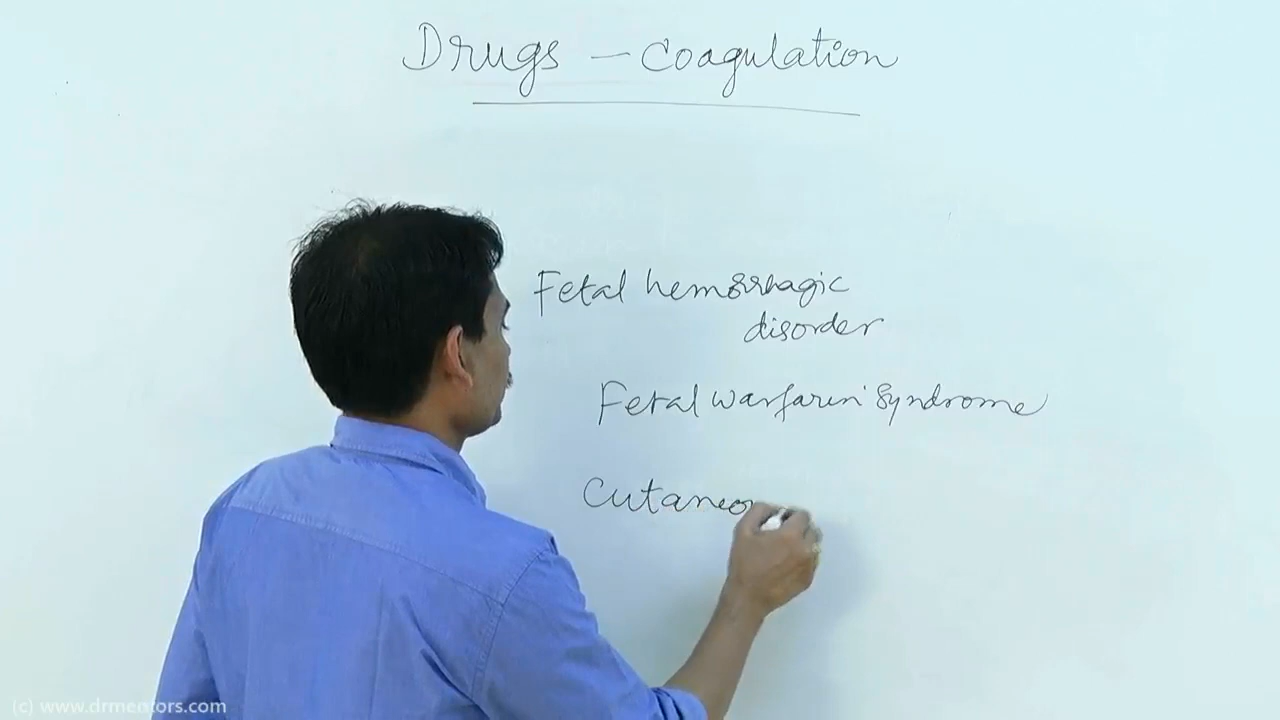 Drugs – Coagulation
Fetal hemorrhagic
disorder
Fetal warfarin syndrome
Cutaneo
(c) www.drmentors.com